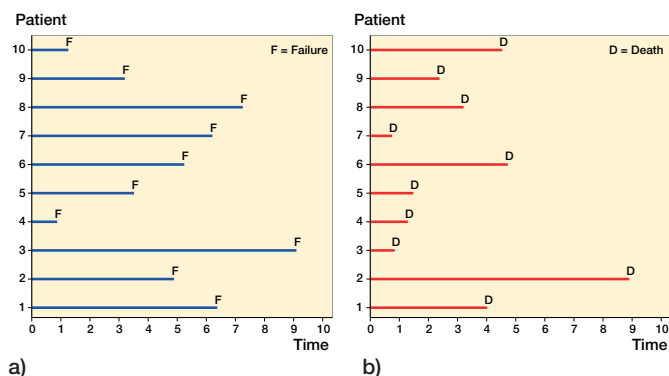 Patient
F = Failure
10 F
9 F
8 F
7 F
6 F
5 F
4 F
3 F
2 F
1 F
0 1 2 3 4 5 6 7 8 9 10
Time
a)
Patient
D = Death
10 D
9 D
8 D
7 D
6 D
5 D
4 D
3 D
2 D
1 D
0 1 2 3 4 5 6 7 8 9 10
Time
b)